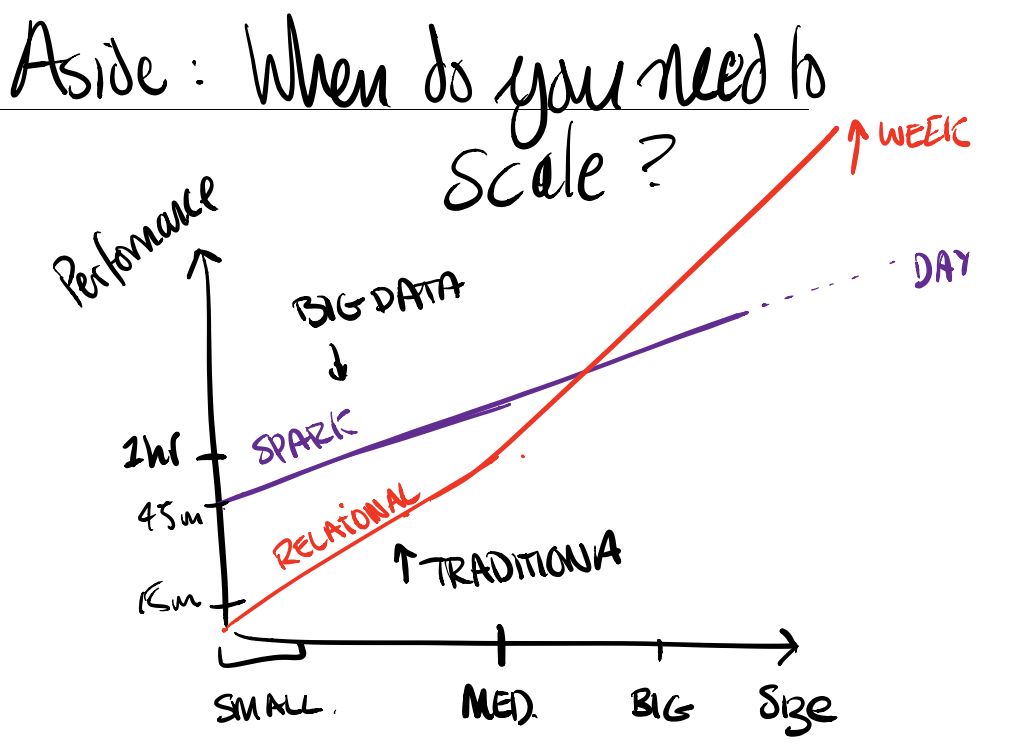 Aside: When do you need to
scale?
↑ WEEK
Performance
DAY
BIG DATA
↓
SPARK
1hr
45m
RELAIONAL
↑ TRADITIONA
15m
SMALL.
MED.
BIG
Size